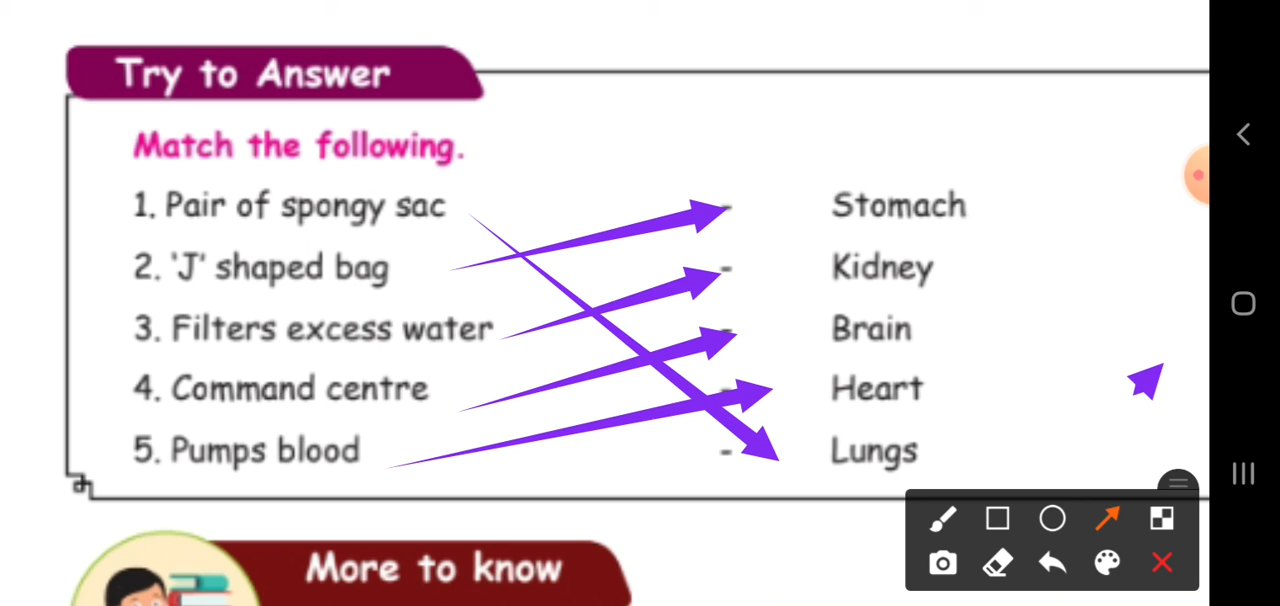 Try to Answer
Match the following.
1. Pair of spongy sac - Stomach
2. 'J' shaped bag - Kidney
3. Filters excess water - Brain
4. Command centre - Heart
5. Pumps blood - Lungs
More to know